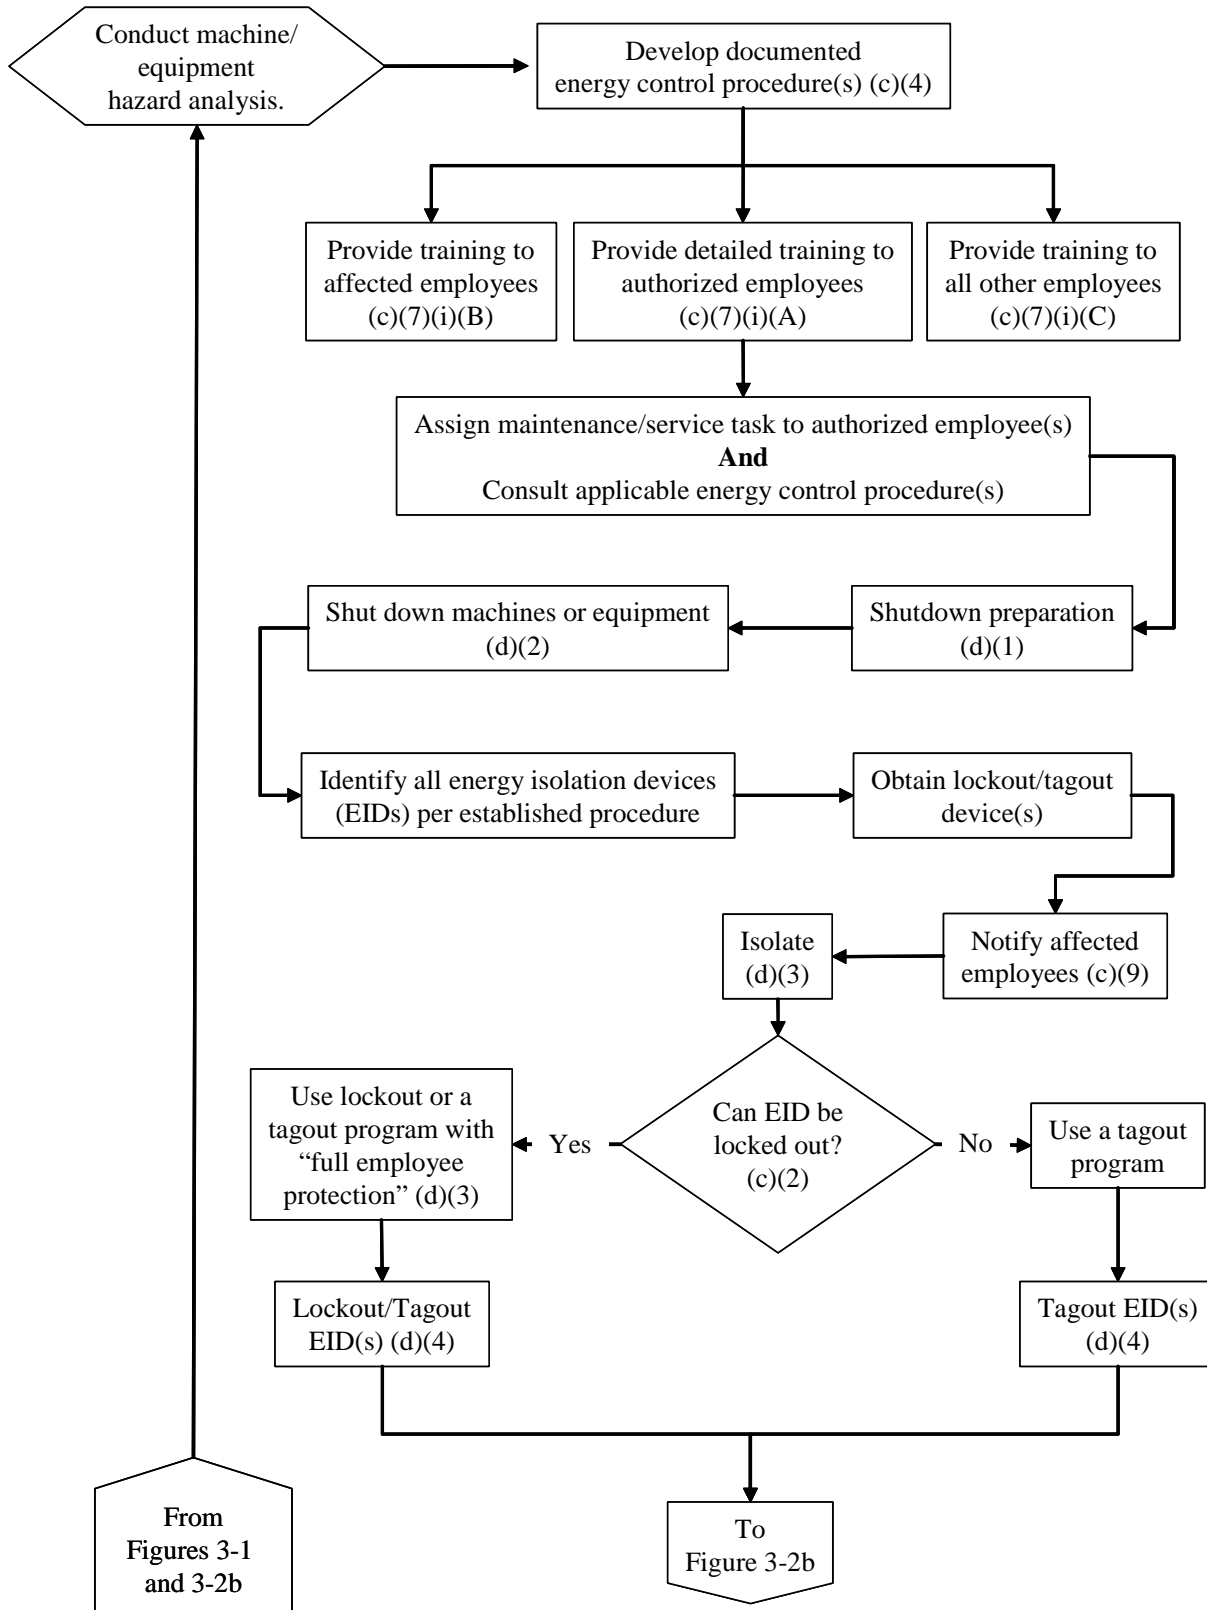 Conduct machine/
equipment
hazard analysis.
Develop documented
energy control procedure(s) (c)(4)
Provide training to
affected employees
(c)(7)(i)(B)
Provide detailed training to
authorized employees
(c)(7)(i)(A)
Provide training to
all other employees
(c)(7)(i)(C)
Assign maintenance/service task to authorized employee(s)
And
Consult applicable energy control procedure(s)
Shut down machines or equipment
(d)(2)
Shutdown preparation
(d)(1)
Identify all energy isolation devices
(EIDs) per established procedure
Obtain lockout/tagout
device(s)
Isolate
(d)(3)
Notify affected
employees (c)(9)
Use lockout or a
tagout program with
“full employee
protection” (d)(3)
Yes
Can EID be
locked out?
(c)(2)
No
Use a tagout
program
Lockout/Tagout
EID(s) (d)(4)
Tagout EID(s)
(d)(4)
From
Figures 3-1
and 3-2b
To
Figure 3-2b